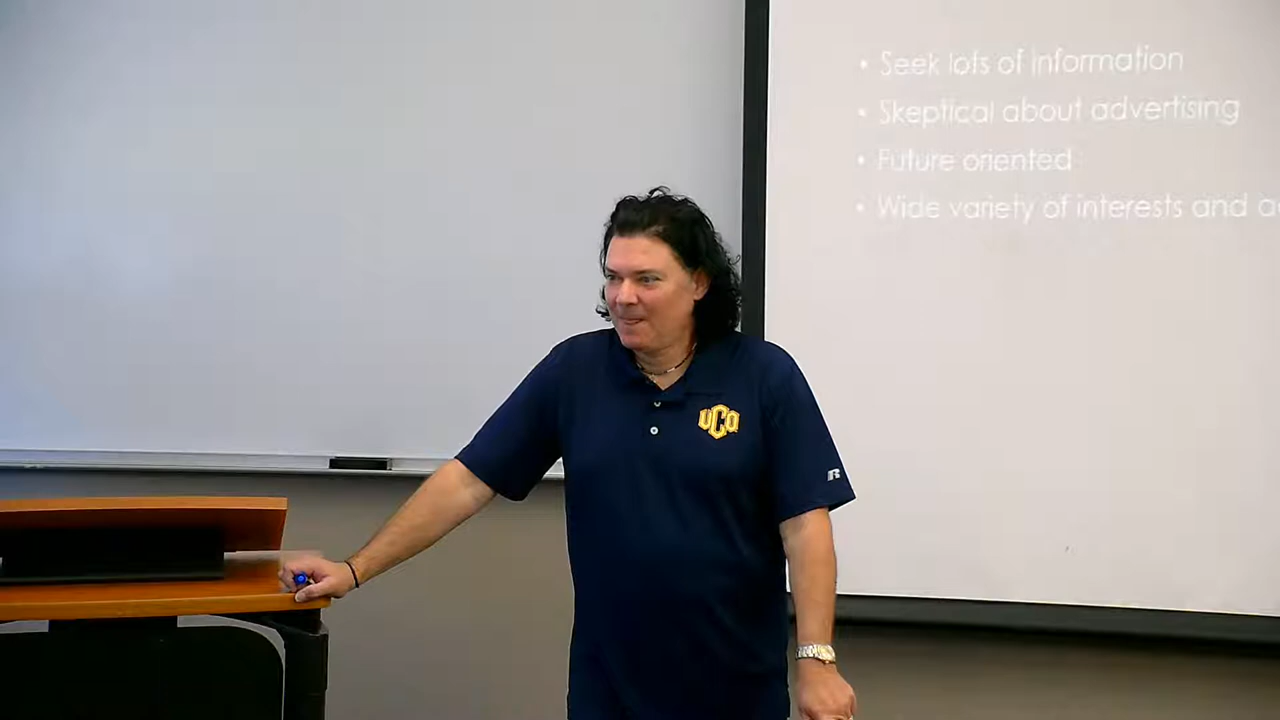 • Seek lots of information
• Skeptical about advertising
• Future oriented
• Wide variety of interests and
UCO
R